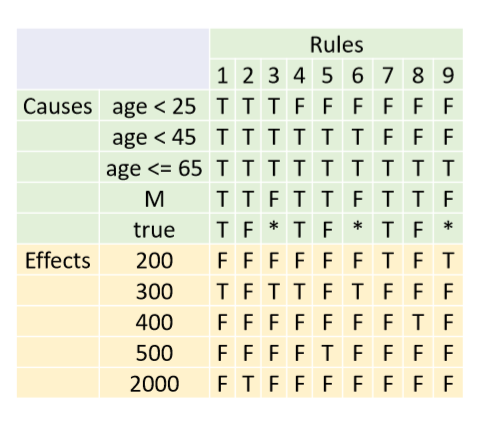 Rules
1 2 3 4 5 6 7 8 9
Causes age < 25 T T T F F F F F F
age < 45 T T T T T T F F F
age <= 65 T T T T T T T T T
M T T F T T F T T F
true T F * T F * T F *
Effects 200 F F F F F F T F T
300 T F T T F T F F F
400 F F F F F F F T F
500 F F F F T F F F F
2000 F T F F F F F F F